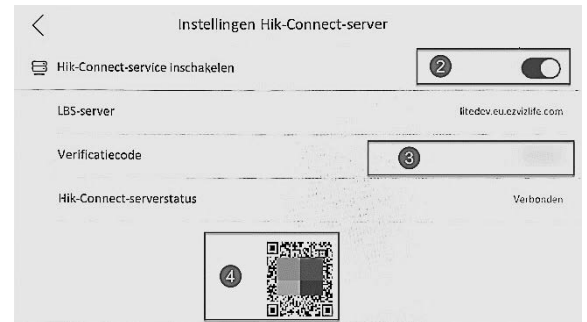 Instellingen Hik-Connect-server
Hik-Connect-service inschakelen 2
LBS-server litedev.eu.ezvizlife.com
Verificatiecode 3
Hik-Connect-serverstatus Verbonden
4